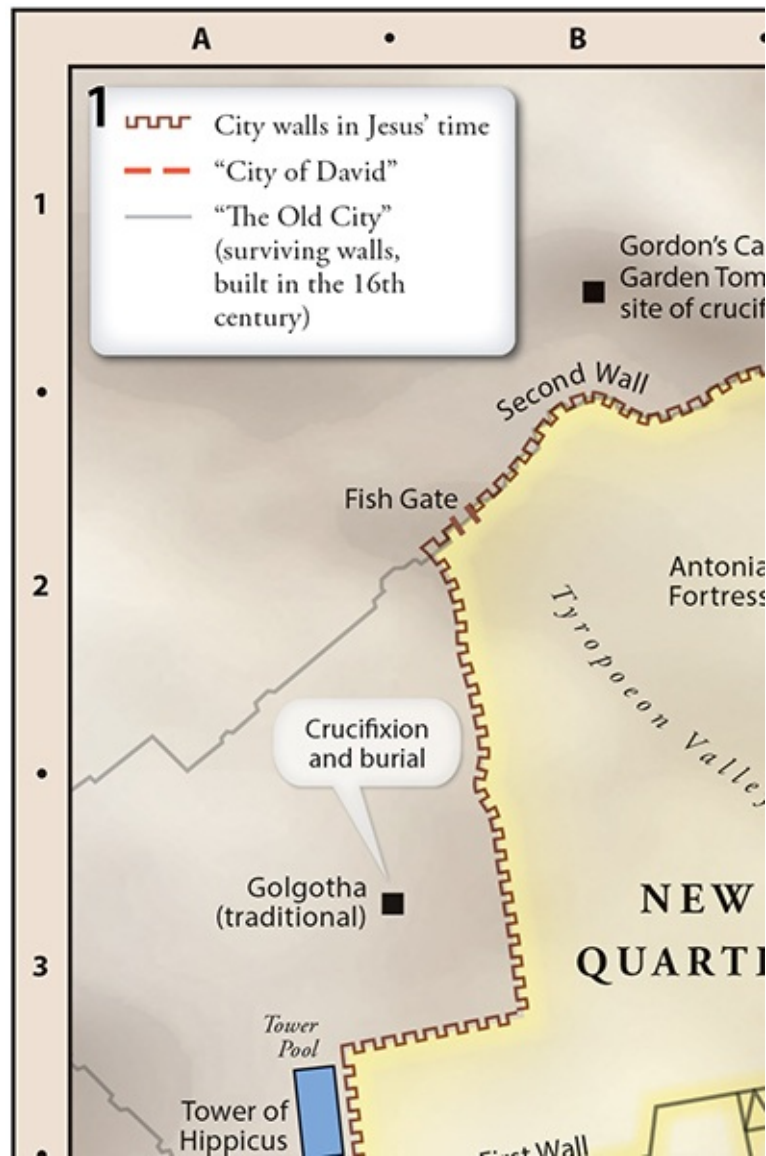 A • B •
1
City walls in Jesus’ time
“City of David”
“The Old City”
(surviving walls,
built in the 16th
century)
1
Gordon’s Ca
Garden Tom
site of crucif
•
Second Wall
Fish Gate
2
Antonia
Fortress
Tyropoeon Valley
Crucifixion
and burial
•
Golgotha
(traditional)
NEW
QUARTE
3
Tower
Pool
Tower of
Hippicus
First Wall
•